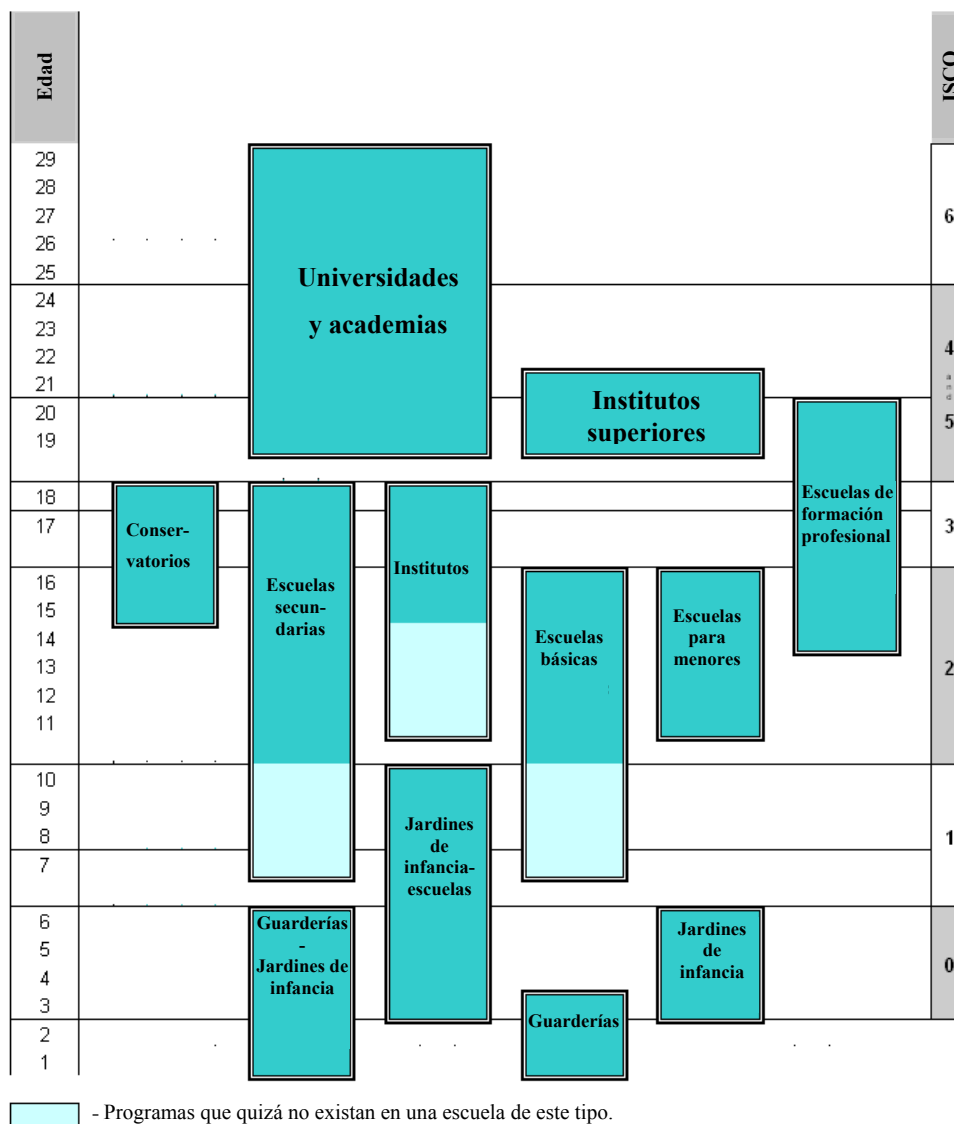 Edad
ISCO
29
28
27
26
25
6
Universidades
y academias
24
23
22
21
4
and
20
19
5
Institutos
superiores
18
17
3
Conser-
vatorios
Escuelas
secun-
darias
Institutos
Escuelas de
formación
profesional
16
15
14
13
12
11
2
Escuelas
básicas
Escuelas
para
menores
10
9
8
7
1
Jardines
de
infancia-
escuelas
6
5
4
3
0
Guarderías
-
Jardines de
infancia
Jardines
de
infancia
Guarderías
2
1
- Programas que quizá no existan en una escuela de este tipo.